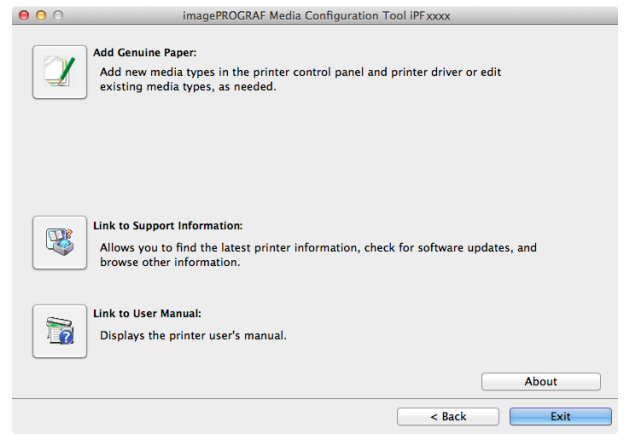 imagePROGRAF Media Configuration Tool iPFxxxx
Add Genuine Paper:
Add new media types in the printer control panel and printer driver or edit
existing media types, as needed.
Link to Support Information:
Allows you to find the latest printer information, check for software updates, and
browse other information.
Link to User Manual:
Displays the printer user's manual.
About
< Back
Exit